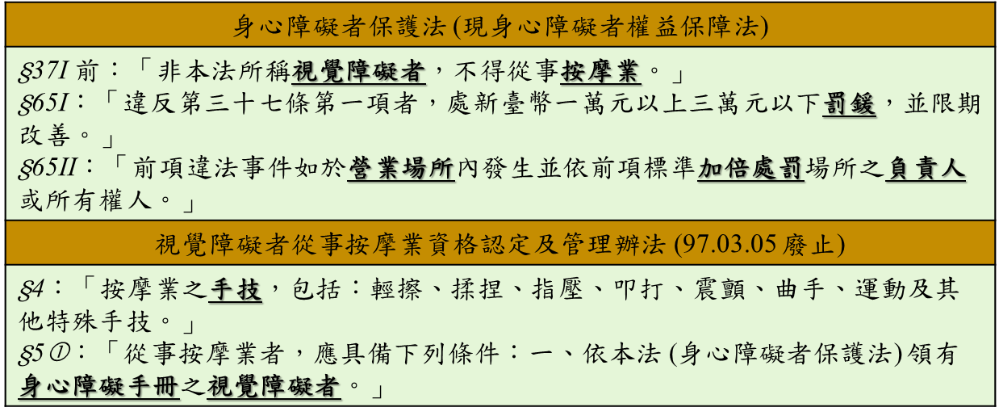 身心障礙者保護法(現身心障礙者權益保障法)
§37I前：「非本法所稱視覺障礙者，不得從事按摩業。」
§65I：「違反第三十七條第一項者，處新臺幣一萬元以上三萬元以下罰鍰，並限期
改善。」
§65II：「前項違法事件如於營業場所內發生並依前項標準加倍處罰場所之負責人
或所有權人。」
視覺障礙者從事按摩業資格認定及管理辦法(97.03.05廢止)
§4：「按摩業之手技，包括：輕擦、揉捏、指壓、叩打、震顫、曲手、運動及其
他特殊手技。」
§5①：「從事按摩業者，應具備下列條件：一、依本法(身心障礙者保護法)領有
身心障礙手冊之視覺障礙者。」